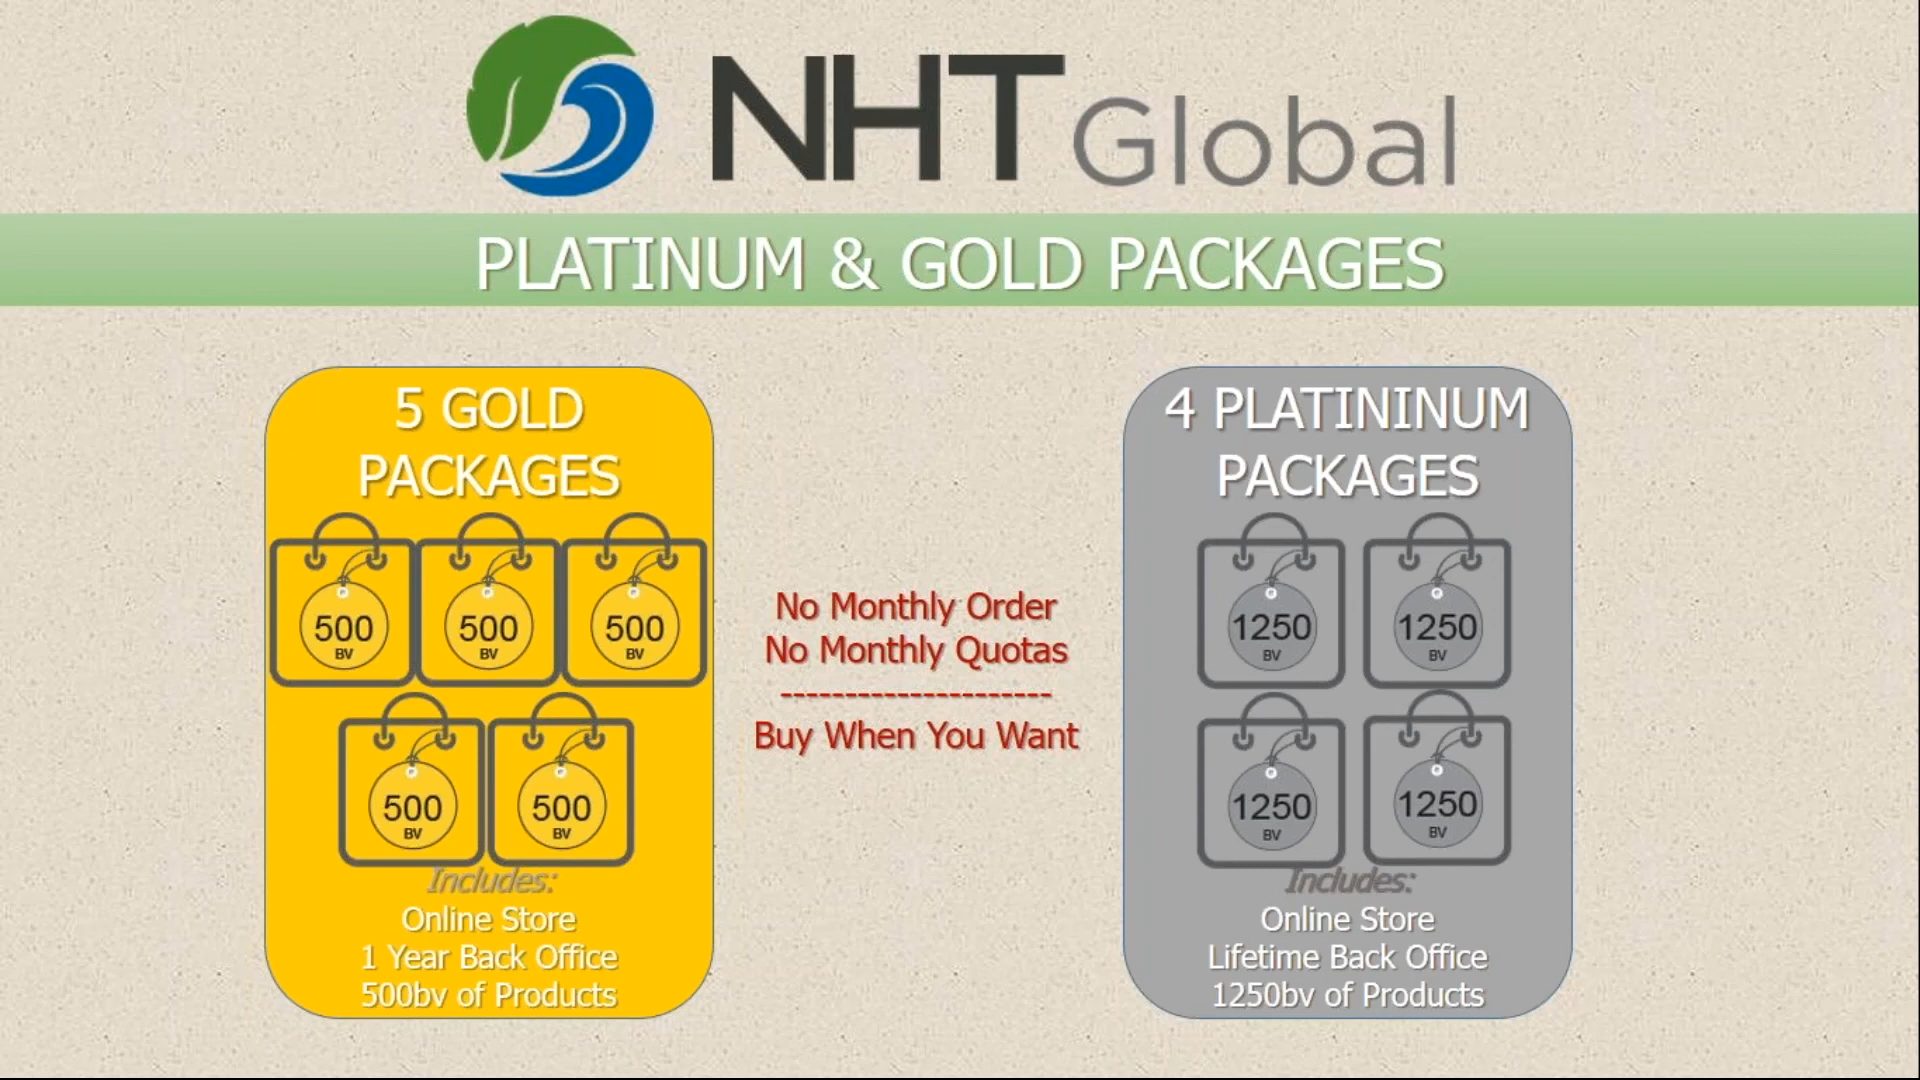 NHT Global
PLATINUM & GOLD PACKAGES
5 GOLD
PACKAGES
500 500 500
BV BV BV
500 500
BV BV
Includes:
Online Store
1 Year Back Office
500bv of Products
No Monthly Order
No Monthly Quotas
---------------------
Buy When You Want
4 PLATININUM
PACKAGES
1250 1250
BV BV
1250 1250
BV BV
Includes:
Online Store
Lifetime Back Office
1250bv of Products